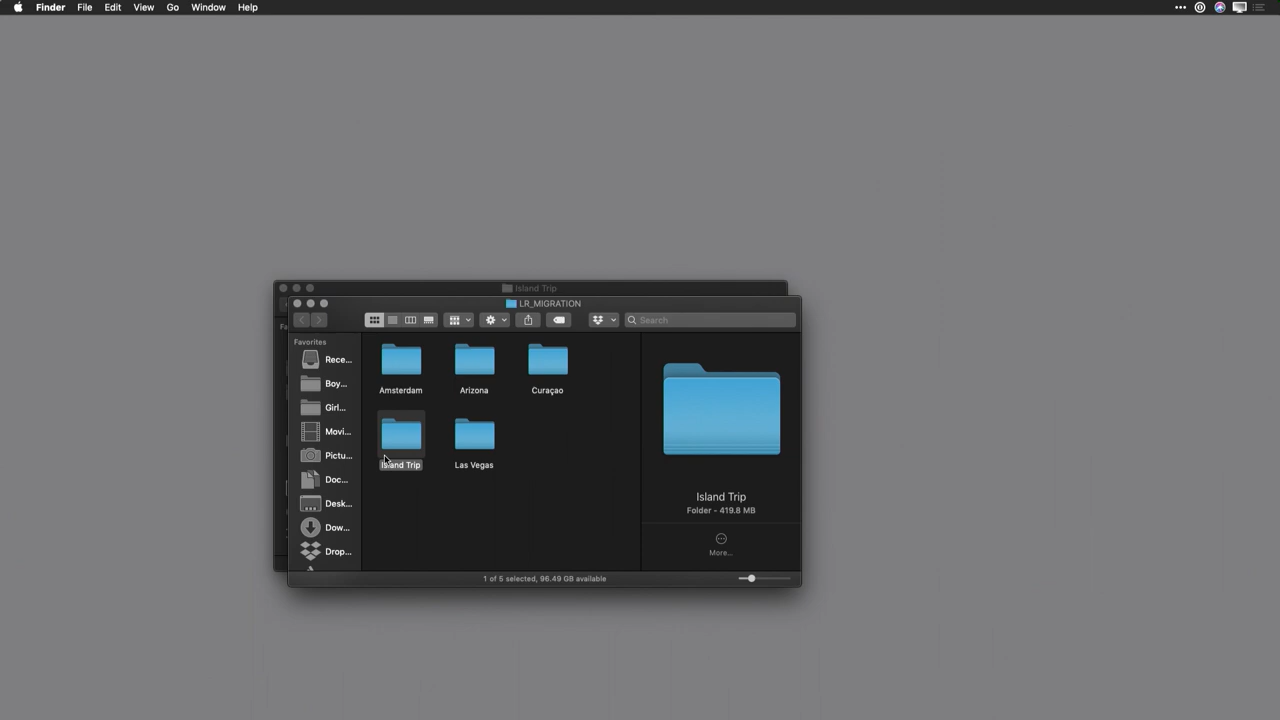 Finder File Edit View Go Window Help
Island Trip
LR_MIGRATION
Search
Favorites
Rece...
Boy...
Girl...
Movi...
Pictu...
Doc...
Desk...
Dow...
Drop...
Amsterdam Arizona Curaçao
Island Trip Las Vegas
Island Trip
Folder - 419.8 MB
More...
1 of 5 selected, 96.49 GB available